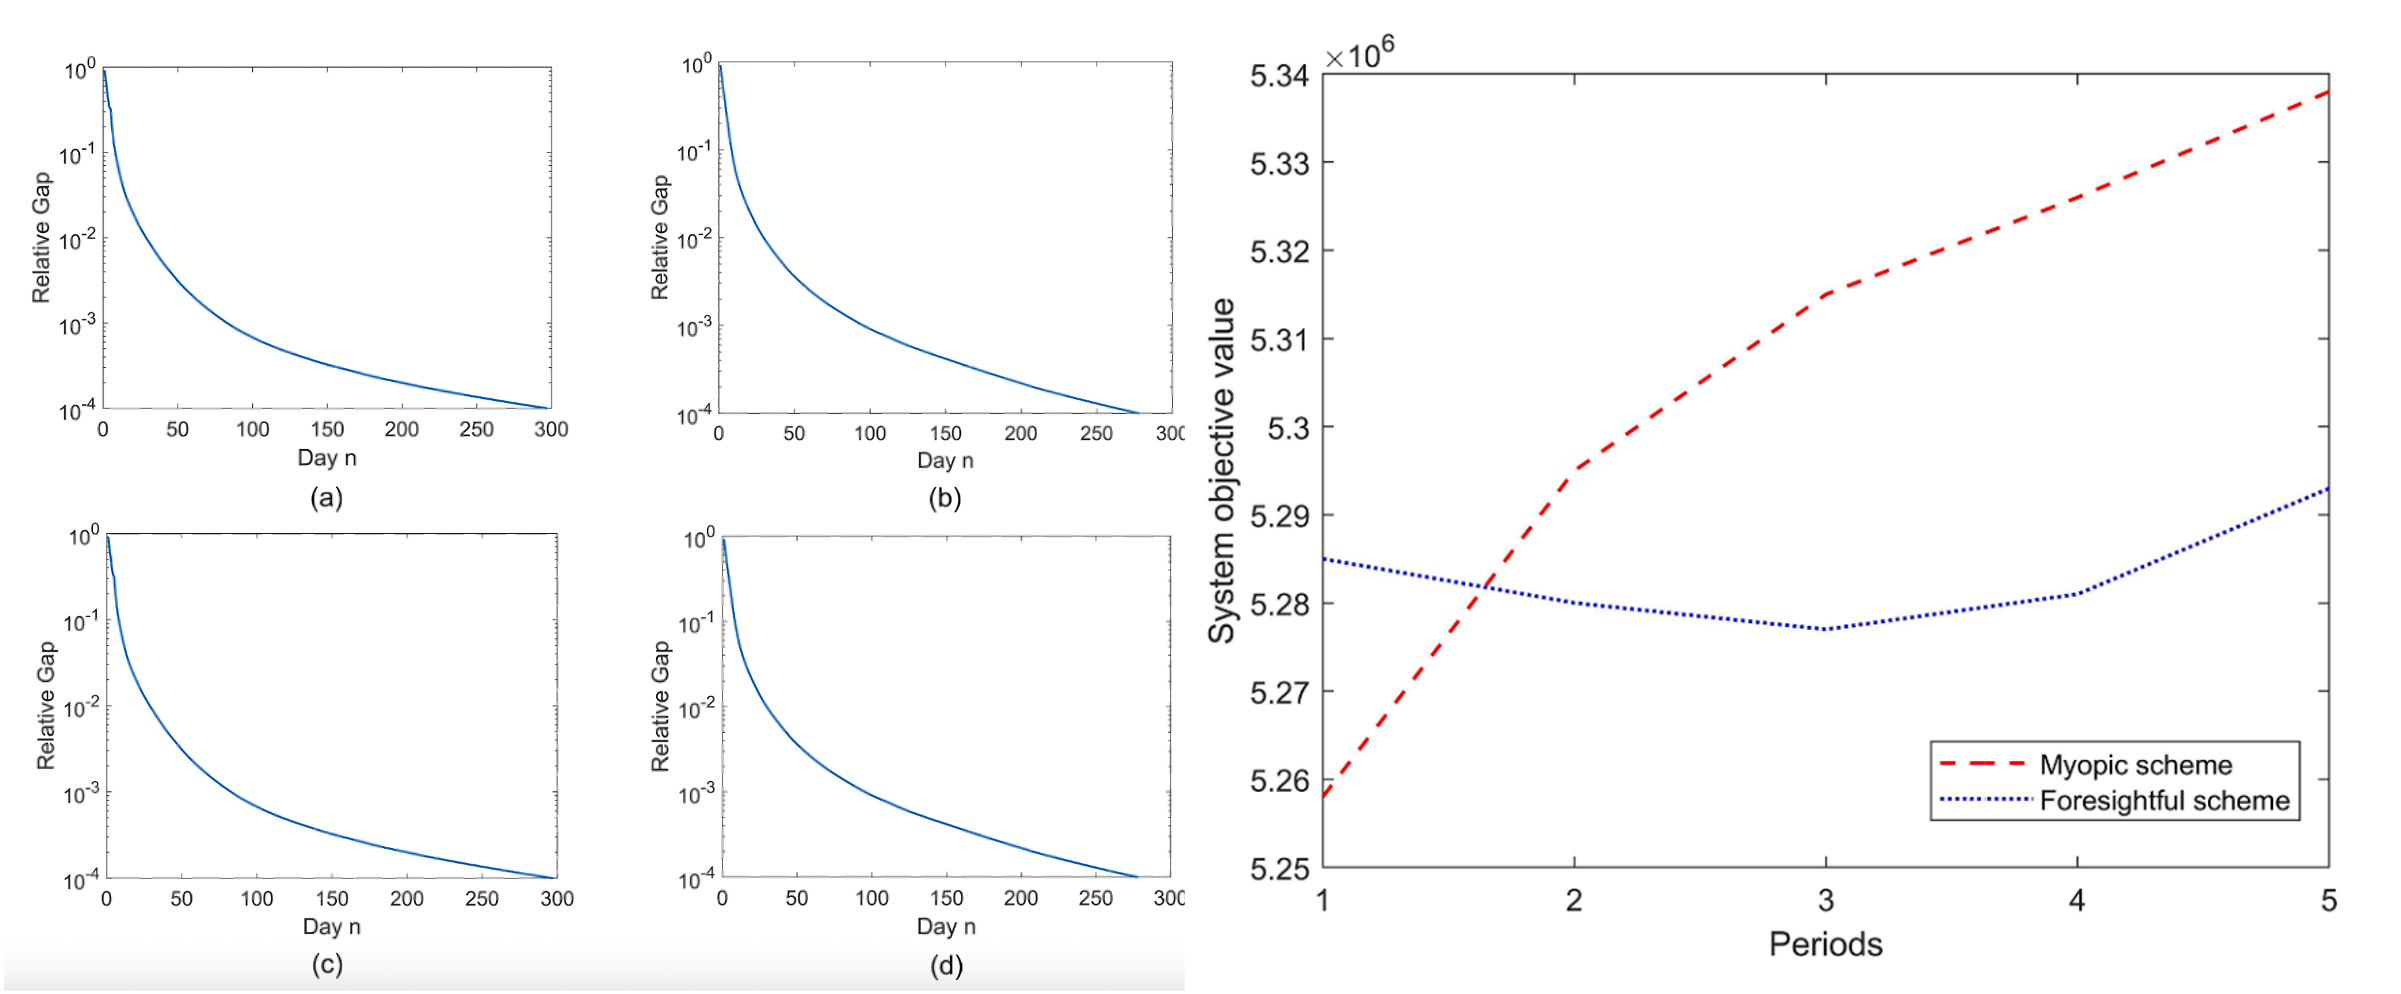 10^0
10^-1
10^-2
10^-3
10^-4
Relative Gap
0 50 100 150 200 250 300
Day n
(a)
10^0
10^-1
10^-2
10^-3
10^-4
Relative Gap
0 50 100 150 200 250 300
Day n
(b)
10^0
10^-1
10^-2
10^-3
10^-4
Relative Gap
0 50 100 150 200 250 300
Day n
(c)
10^0
10^-1
10^-2
10^-3
10^-4
Relative Gap
0 50 100 150 200 250 300
Day n
(d)
×10^6
5.34
5.33
5.32
5.31
5.3
5.29
5.28
5.27
5.26
5.25
System objective value
Myopic scheme
Foresightful scheme
1 2 3 4 5
Periods